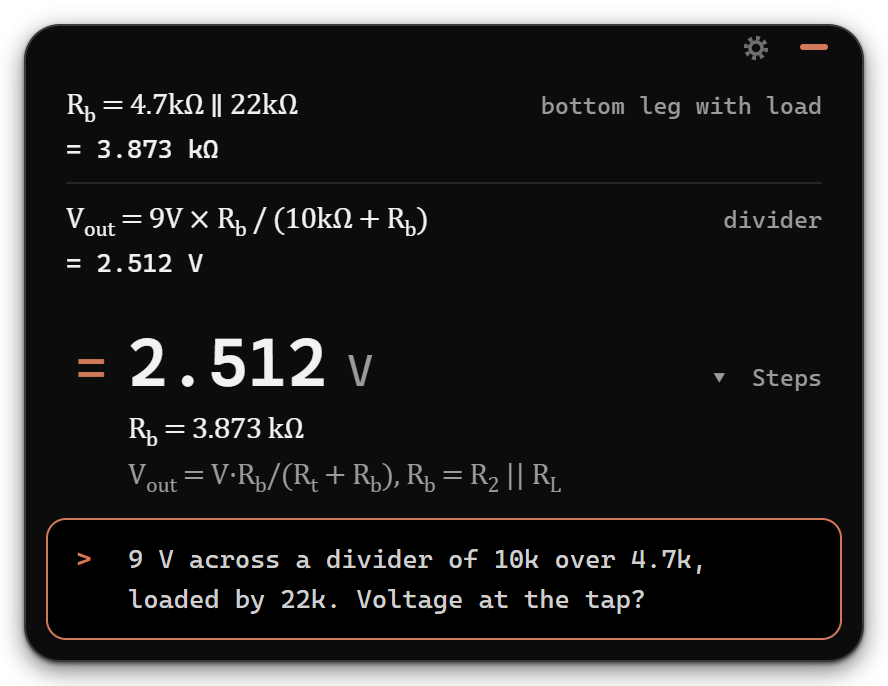 R_b = 4.7kΩ || 22kΩ
bottom leg with load
= 3.873 kΩ
V_out = 9V × R_b / (10kΩ + R_b)
divider
= 2.512 V
= 2.512 V
▼ Steps
R_b = 3.873 kΩ
V_out = V·R_b/(R_t + R_b), R_b = R_2 || R_L
> 9 V across a divider of 10k over 4.7k,
loaded by 22k. Voltage at the tap?